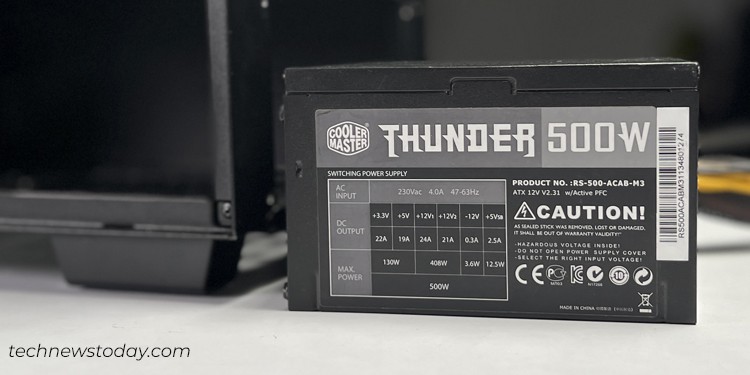 COOLER MASTER
THUNDER 500W
SWITCHING POWER SUPPLY
AC INPUT 230Vac 4.0A 47-63Hz
DC OUTPUT +3.3V +5V +12V1 +12V2 -12V +5VSB
22A 19A 24A 21A 0.3A 2.5A
MAX. POWER 130W 408W 3.6W 12.5W
500W
PRODUCT NO. :RS-500-ACAB-M3
ATX 12V V2.31 w/Active PFC
CAUTION!
AS SEALED STICK WAS REMOVED, LOST OR DAMAGED.
IT SHALL BE OUT OF WARRANTY VALIDITY!"
-HAZARDOUS VOLTAGE INSIDE!
-DO NOT OPEN POWER SUPPLY COVER
-SELECT THE RIGHT INPUT VOLTAGE!
CE
10
MADE IN CHINA
RS500ACABM31134601274
technewstoday.com